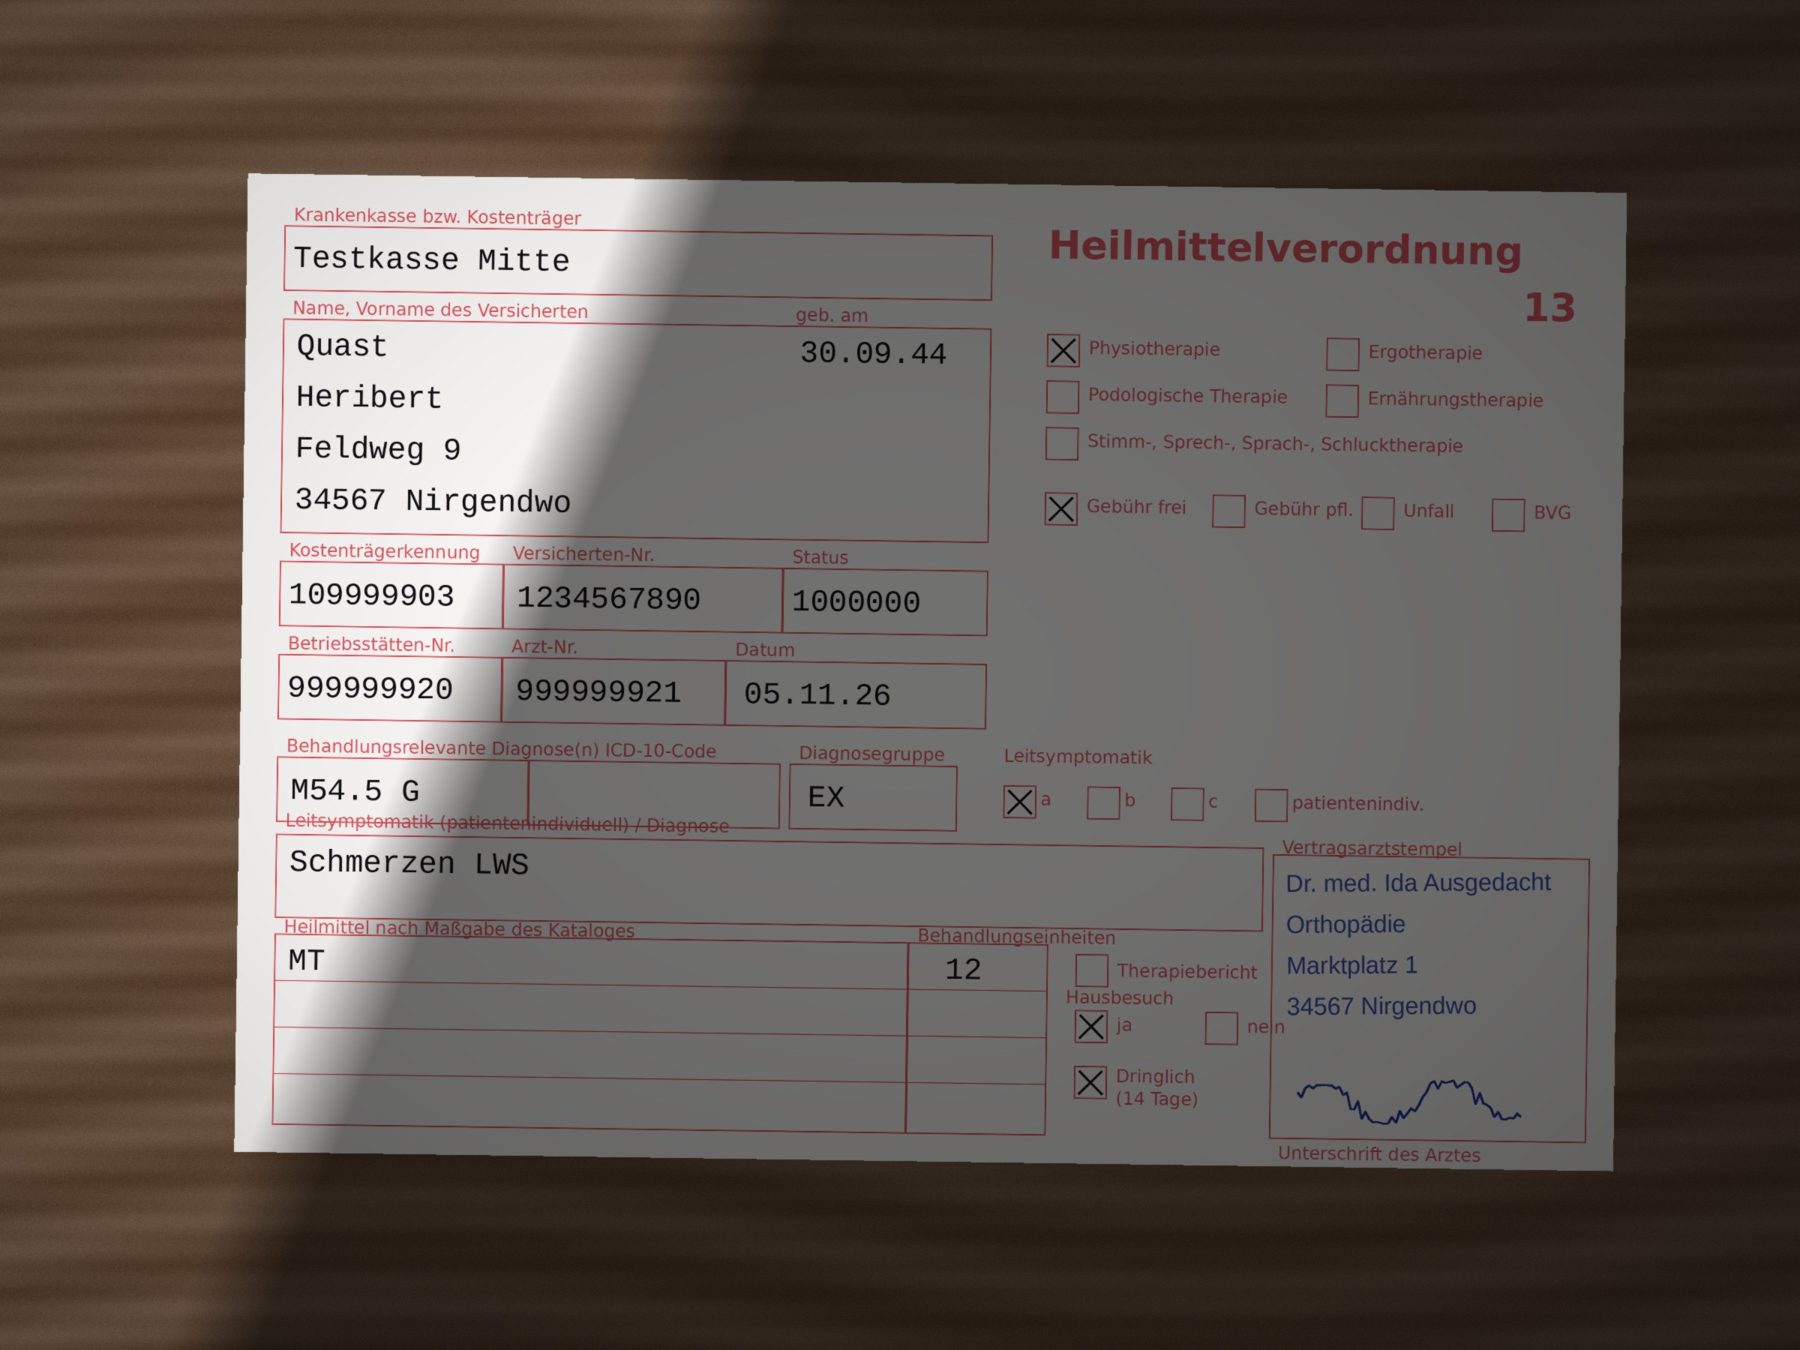 Krankenkasse bzw. Kostenträger
Testkasse Mitte
Name, Vorname des Versicherten geb. am
Quast 30.09.44
Heribert
Feldweg 9
34567 Nirgendwo
Kostenträgerkennung Versicherten-Nr. Status
109999903 1234567890 1000000
Betriebsstätten-Nr. Arzt-Nr. Datum
999999920 999999921 05.11.26
Heilmittelverordnung
13
Physiotherapie Ergotherapie
Podologische Therapie Ernährungstherapie
Stimm-, Sprech-, Sprach-, Schlucktherapie
Gebühr frei Gebühr pfl. Unfall BVG
Behandlungsrelevante Diagnose(n) ICD-10-Code Diagnosegruppe Leitsymptomatik
M54.5 G EX a b c patientenindiv.
Leitsymptomatik (patientenindividuell) / Diagnose
Schmerzen LWS
Heilmittel nach Maßgabe des Kataloges Behandlungseinheiten
MT 12
Therapiebericht
Hausbesuch
ja nein
Dringlich
(14 Tage)
Vertragsarztstempel
Dr. med. Ida Ausgedacht
Orthopädie
Marktplatz 1
34567 Nirgendwo
Unterschrift des Arztes